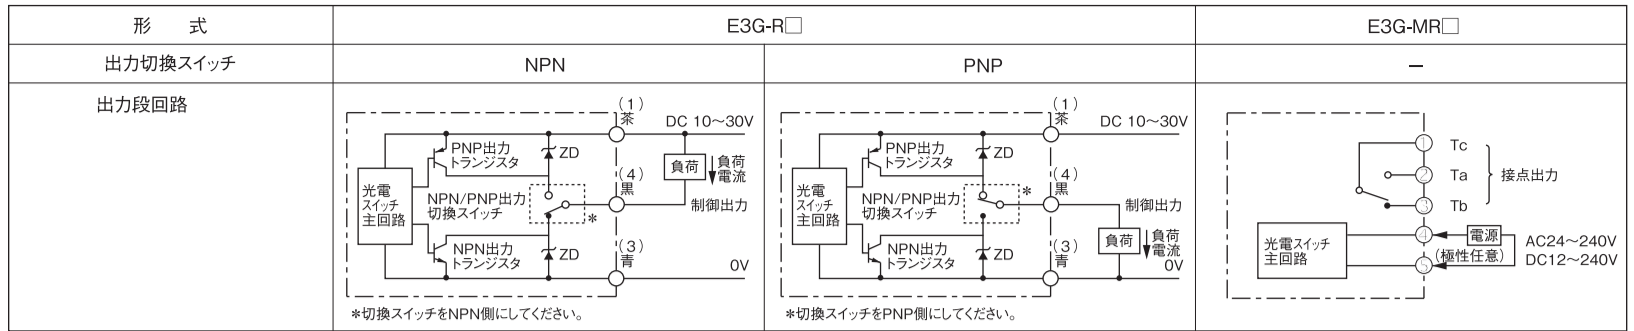 形　式
E3G-R□
E3G-MR□
出力切換スイッチ
NPN
PNP
－
出力段回路
(1)
茶
DC 10～30V
PNP出力
トランジスタ
ZD
負荷
負荷
電流
(4)
黒
光電
スイッチ
主回路
NPN/PNP出力
切換スイッチ
*
制御出力
NPN出力
トランジスタ
ZD
(3)
青
0V
*切換スイッチをNPN側にしてください。
(1)
茶
DC 10～30V
PNP出力
トランジスタ
ZD
(4)
黒
光電
スイッチ
主回路
NPN/PNP出力
切換スイッチ
*
制御出力
NPN出力
トランジスタ
ZD
負荷
負荷
電流
(3)
青
0V
*切換スイッチをPNP側にしてください。
① Tc
② Ta
接点出力
③ Tb
光電スイッチ
主回路
④
電源
AC24～240V
DC12～240V
⑤
(極性任意)